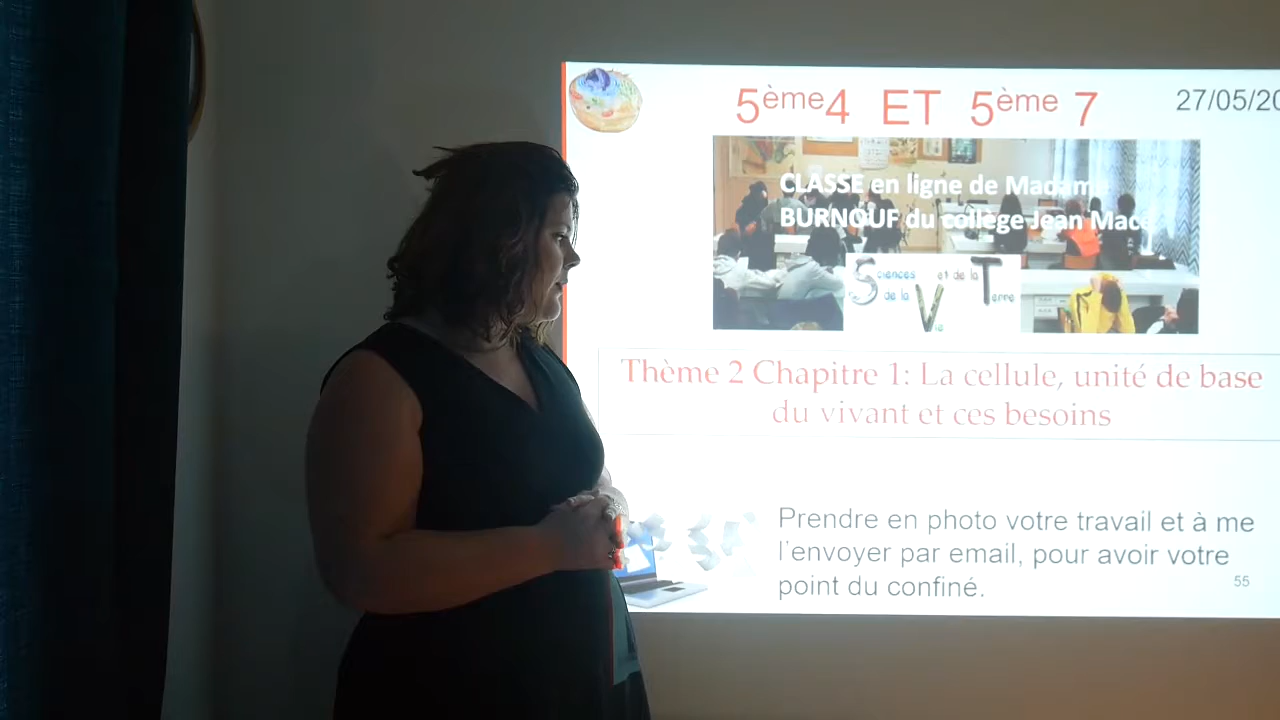 5ème4 ET 5ème 7
27/05/20
CLASSE en ligne de Madame
BURNOUF du collège Jean Macé
Sciences et de la Terre
de la Vie
Thème 2 Chapitre 1: La cellule, unité de base
du vivant et ces besoins
Prendre en photo votre travail et à me
l'envoyer par email, pour avoir votre
point du confiné.
55